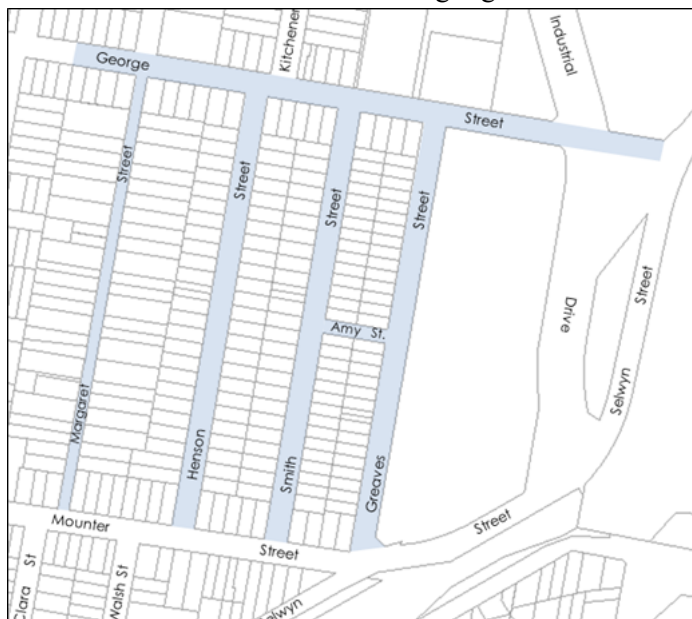 George
Kitchener
Industrial
Street
Street
Street
Street
Street
Amy St.
Drive
Street
Selwyn
Margaret
Henson
Smith
Greaves
Mounter
Street
Street
Clara St
Walsh St
Selwyn